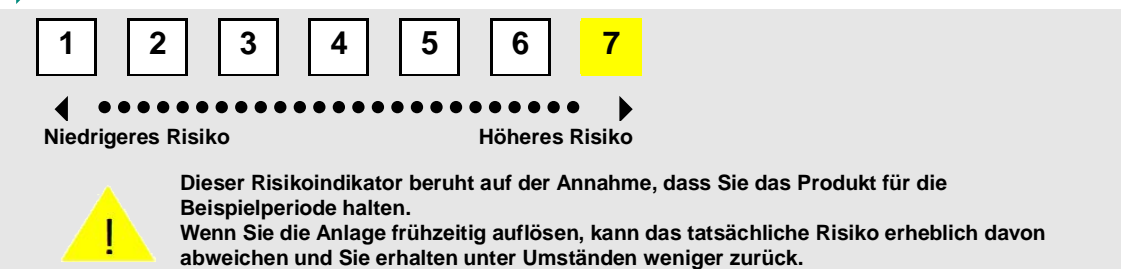 1 2 3 4 5 6 7
Niedrigeres Risiko Höheres Risiko
Dieser Risikoindikator beruht auf der Annahme, dass Sie das Produkt für die
Beispielperiode halten.
! Wenn Sie die Anlage frühzeitig auflösen, kann das tatsächliche Risiko erheblich davon
abweichen und Sie erhalten unter Umständen weniger zurück.